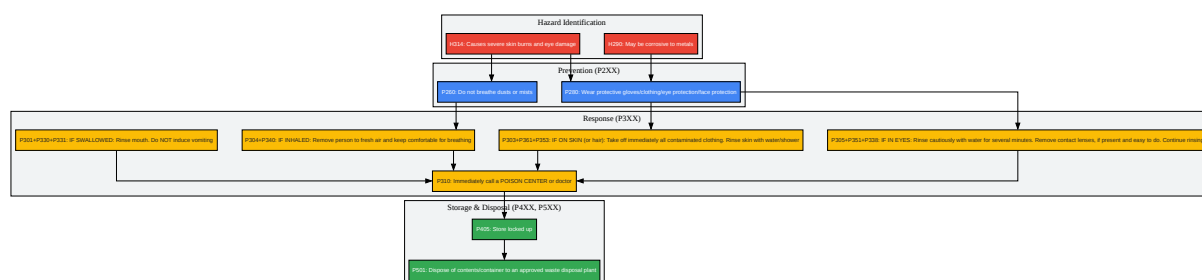 Hazard Identification
H314: Causes severe skin burns and eye damage
H290: May be corrosive to metals
Prevention (P2XX)
P260: Do not breathe dusts or mists
P280: Wear protective gloves/clothing/eye protection/face protection
Response (P3XX)
P301+P330+P331: IF SWALLOWED: Rinse mouth. Do NOT induce vomiting
P304+P340: IF INHALED: Remove person to fresh air and keep comfortable for breathing
P303+P361+P353: IF ON SKIN (or hair): Take off immediately all contaminated clothing. Rinse skin with water/shower
P305+P351+P338: IF IN EYES: Rinse cautiously with water for several minutes. Remove contact lenses, if present and easy to do. Continue rinsing
P310: Immediately call a POISON CENTER or doctor
Storage & Disposal (P4XX, P5XX)
P405: Store locked up
P501: Dispose of contents/container to an approved waste disposal plant